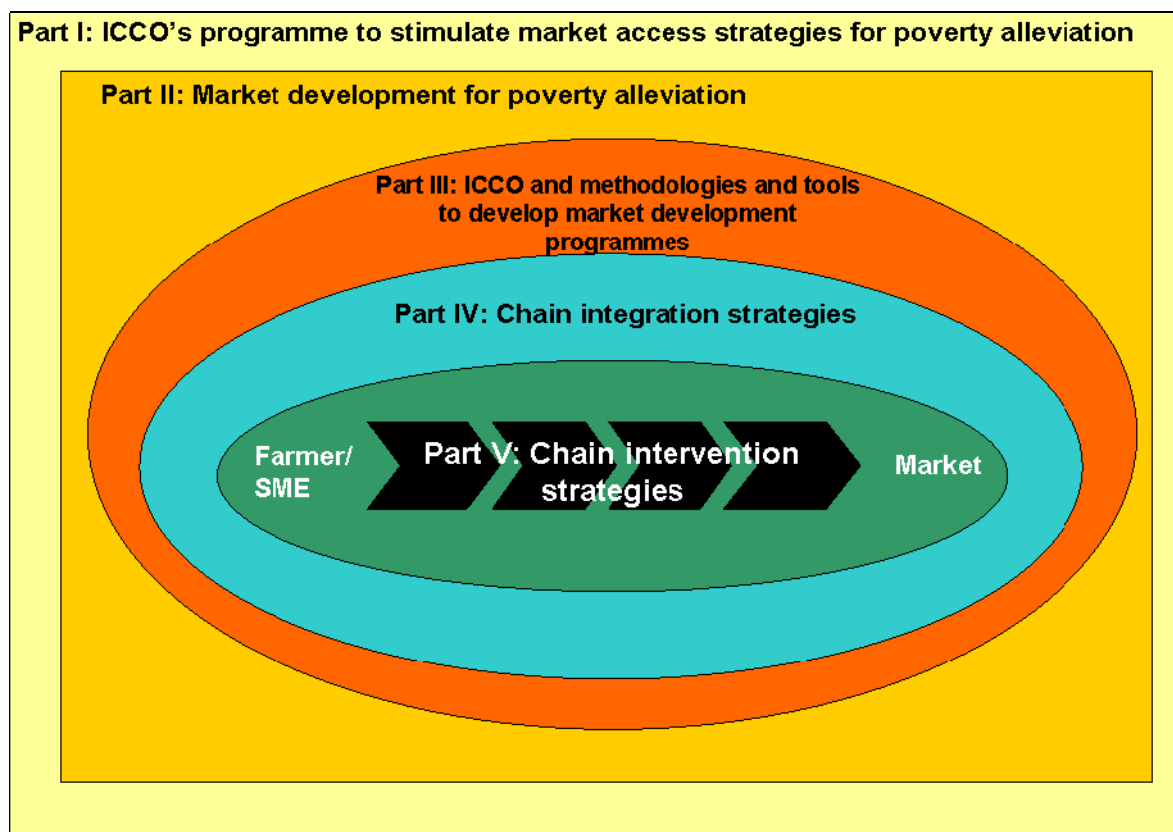 Part I: ICCO's programme to stimulate market access strategies for poverty alleviation
Part II: Market development for poverty alleviation
Part III: ICCO and methodologies and tools
to develop market development
programmes
Part IV: Chain integration strategies
Farmer/
SME
Part V: Chain intervention
strategies
Market